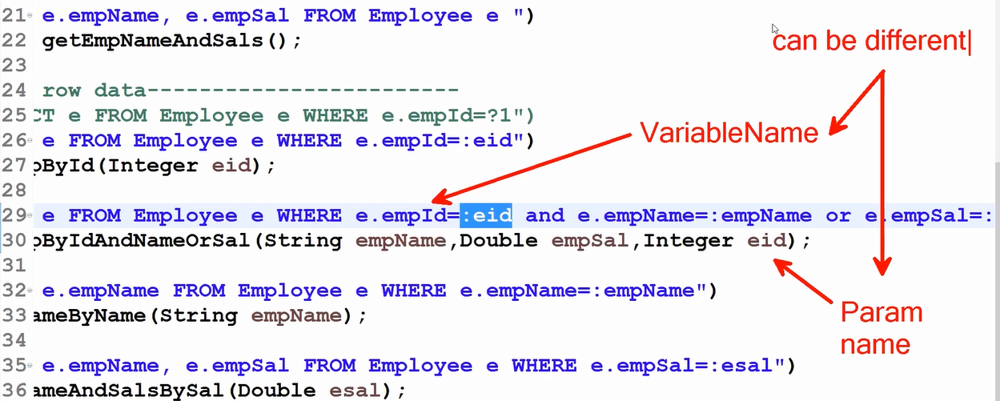 21 e.empName, e.empSal FROM Employee e ")
can be different
22 getEmpNameAndSals();
23
24 row data------------------------
25 CT e FROM Employee e WHERE e.empId=?1")
VariableName
26 e FROM Employee e WHERE e.empId=:eid")
27 pById(Integer eid);
28
29 e FROM Employee e WHERE e.empId=:eid and e.empName=:empName or e.empSal=:
30 pByIdAndNameOrSal(String empName,Double empSal,Integer eid);
31
32 e.empName FROM Employee e WHERE e.empName=:empName")
Param
33 ameByName(String empName);
name
34
35 e.empName, e.empSal FROM Employee e WHERE e.empSal=:esal")
36 ameAndSalsBySal(Double esal);